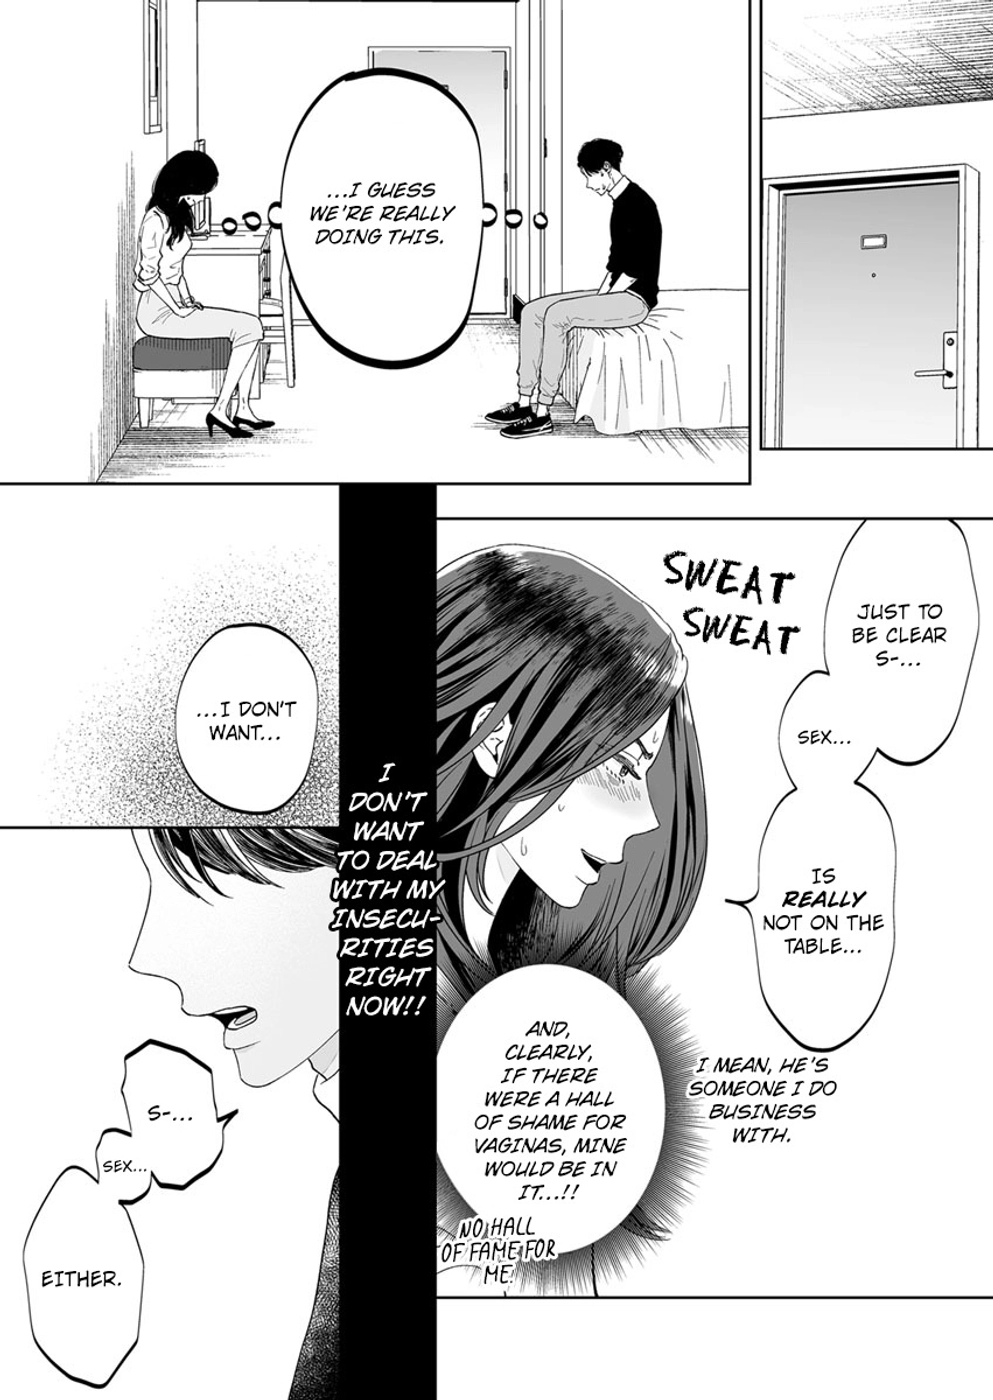 ...I GUESS
WE'RE REALLY
DOING THIS.
JUST TO
BE CLEAR
S-...
SEX...
IS
REALLY
NOT ON THE
TABLE...
SWEAT
SWEAT
I MEAN, HE'S
SOMEONE I DO
BUSINESS
WITH.
AND,
CLEARLY,
IF THERE
WERE A HALL
OF SHAME FOR
VAGINAS, MINE
WOULD BE IN
IT...!!
NO HALL
OF FAME FOR
ME!
I
DON'T
WANT
TO DEAL
WITH MY
INSECU-
RITIES
RIGHT
NOW!!
...I DON'T
WANT...
S-...
SEX...
EITHER.